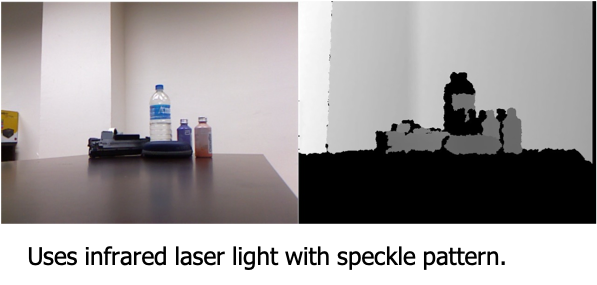 Uses infrared laser light with speckle pattern.